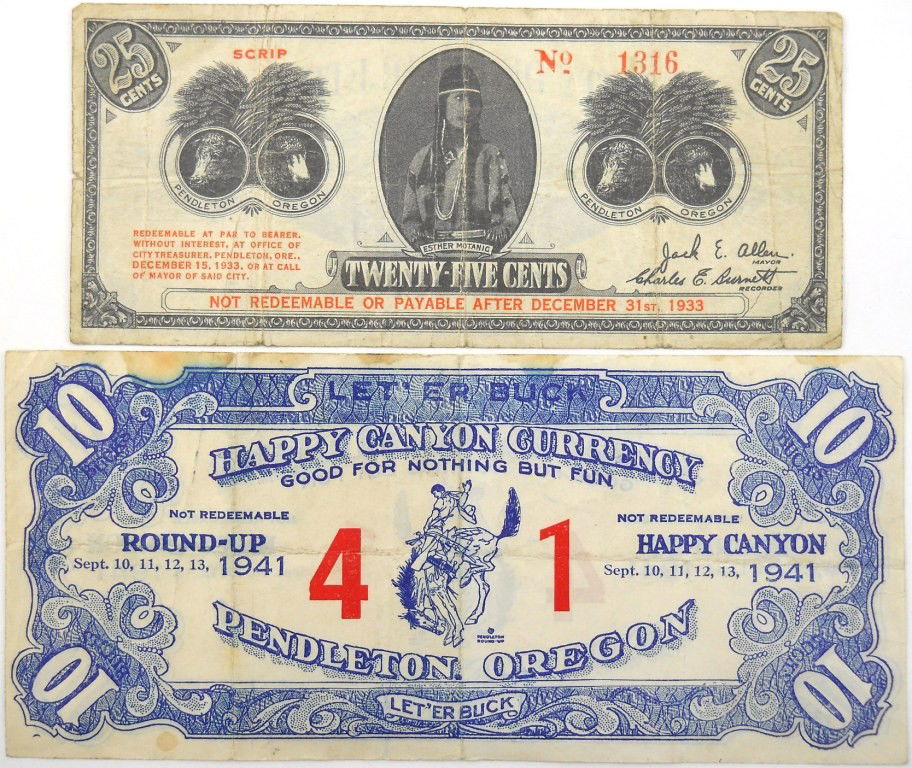 25 CENTS
SCRIP
No 1316
25 CENTS
PENDLETON OREGON
PENDLETON OREGON
REDEEMABLE AT PAR TO BEARER,
WITHOUT INTEREST, AT OFFICE OF
CITY TREASURER, PENDLETON, ORE.,
DECEMBER 15, 1933, OR AT CALL
OF MAYOR OF SAID CITY.
ESTHER MOTANIG
TWENTY-FIVE CENTS
Jack E. Allen.
MAYOR
Charles E. Burnett
RECORDER
NOT REDEEMABLE OR PAYABLE AFTER DECEMBER 31ST, 1933
10 BUCKS
LET'ER BUCK
10 BUCKS
HAPPY CANYON CURRENCY
GOOD FOR NOTHING BUT FUN
NOT REDEEMABLE
ROUND-UP
Sept. 10, 11, 12, 13, 1941
4 1
NOT REDEEMABLE
HAPPY CANYON
Sept. 10, 11, 12, 13, 1941
PENDLETON
ROUND-UP
PENDLETON, OREGON
10 BUCKS
LET'ER BUCK
10 BUCKS